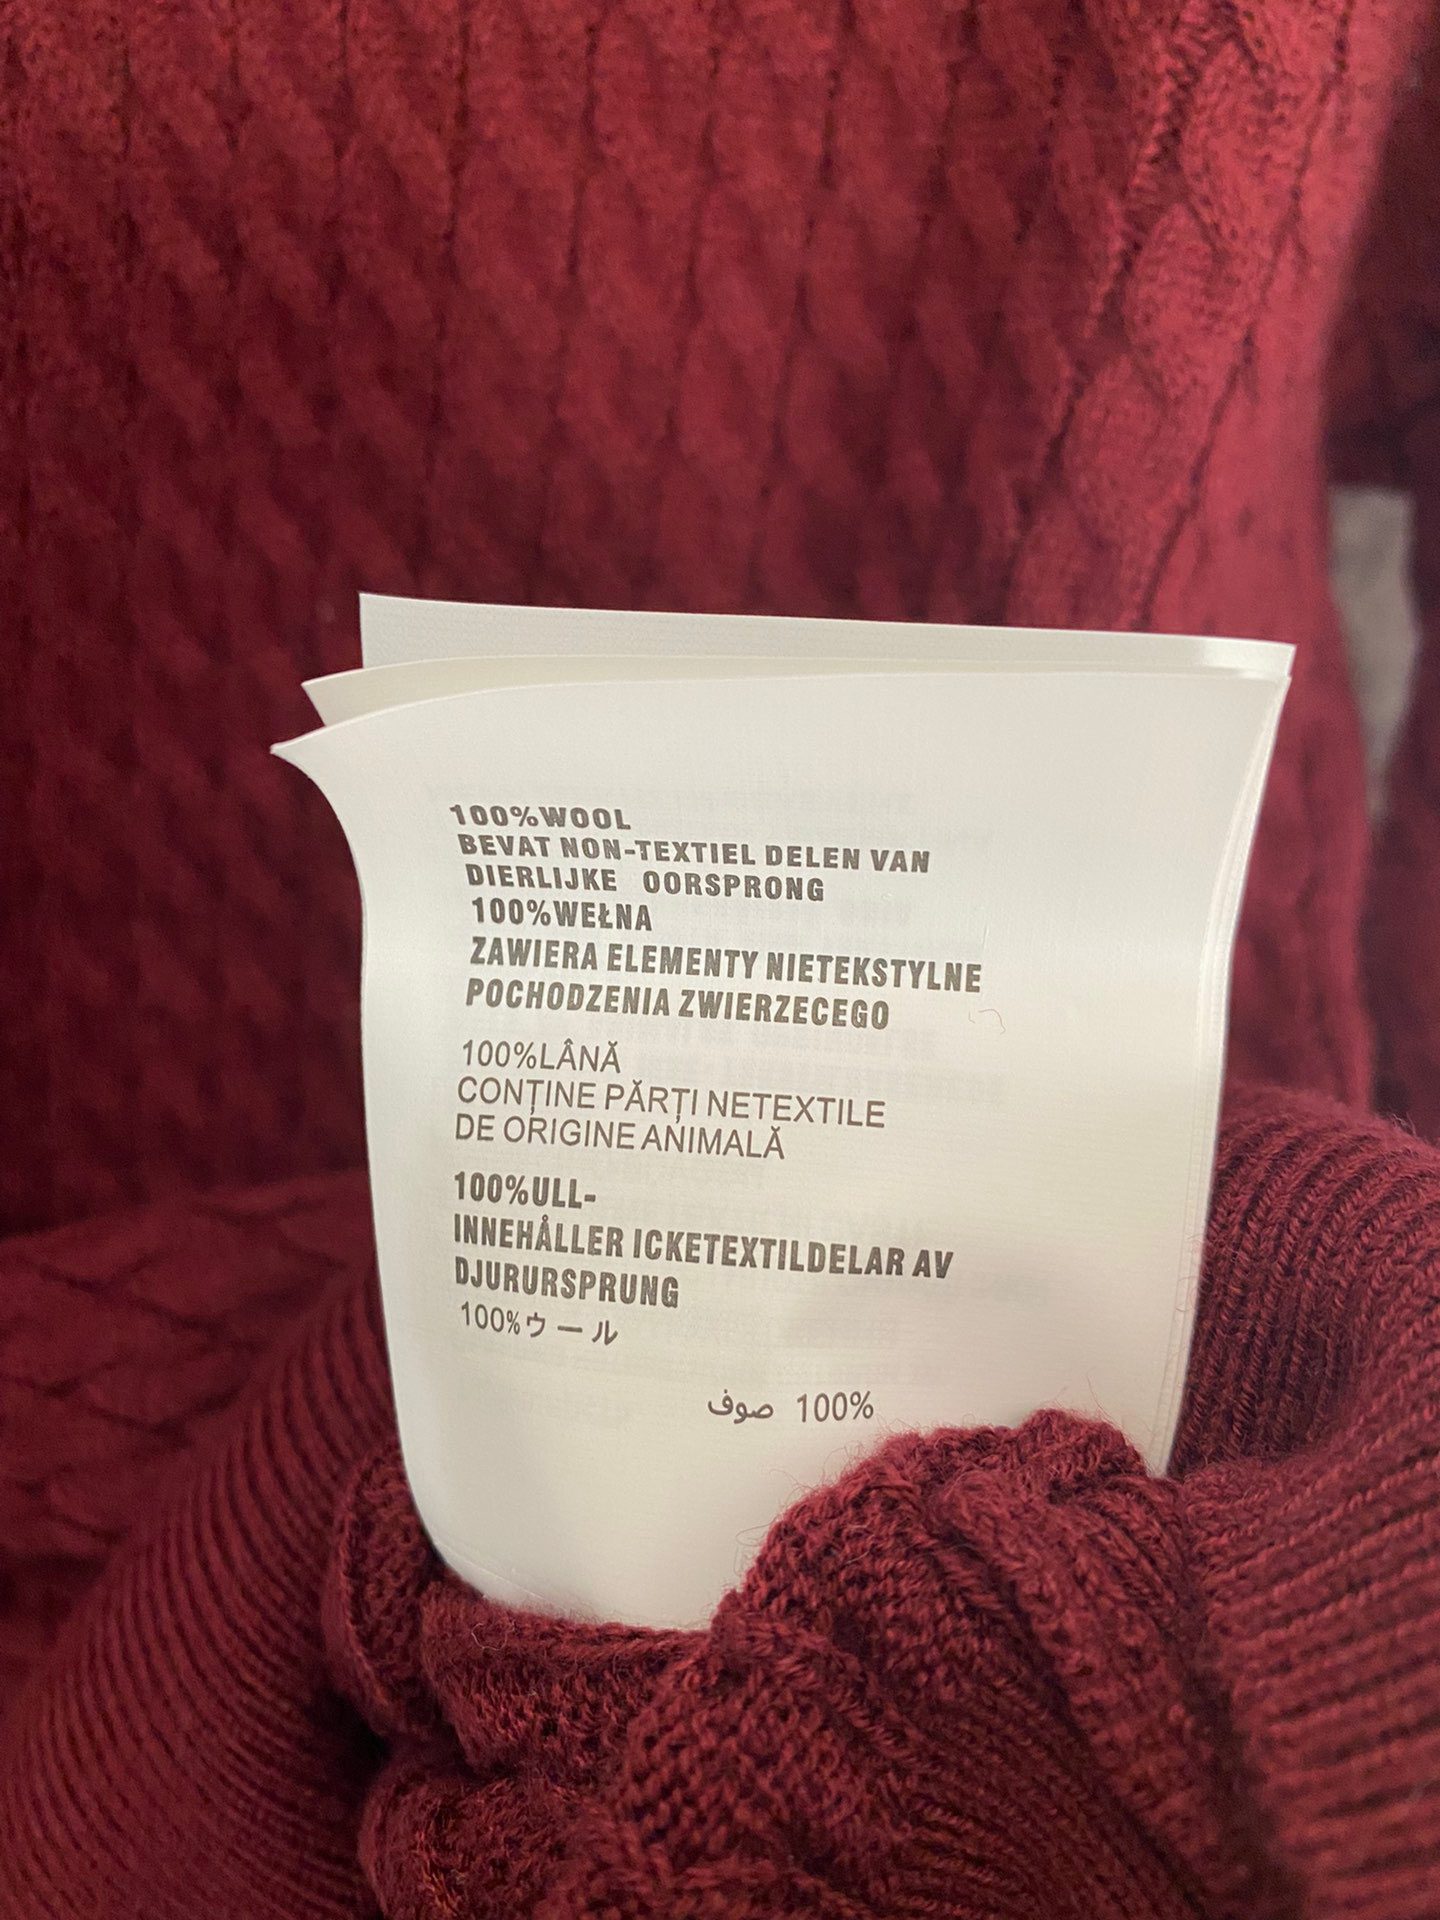 100%WOOL
BEVAT NON-TEXTIEL DELEN VAN
DIERLIJKE OORSPRONG
100%WEŁNA
ZAWIERA ELEMENTY NIETEKSTYLNE
POCHODZENIA ZWIERZECEGO
100%LÂNĂ
CONȚINE PĂRȚI NETEXTILE
DE ORIGINE ANIMALĂ
100%ULL-
INNEHÅLLER ICKETEXTILDELAR AV
DJURURSPRUNG
100%ウール
100% صوف